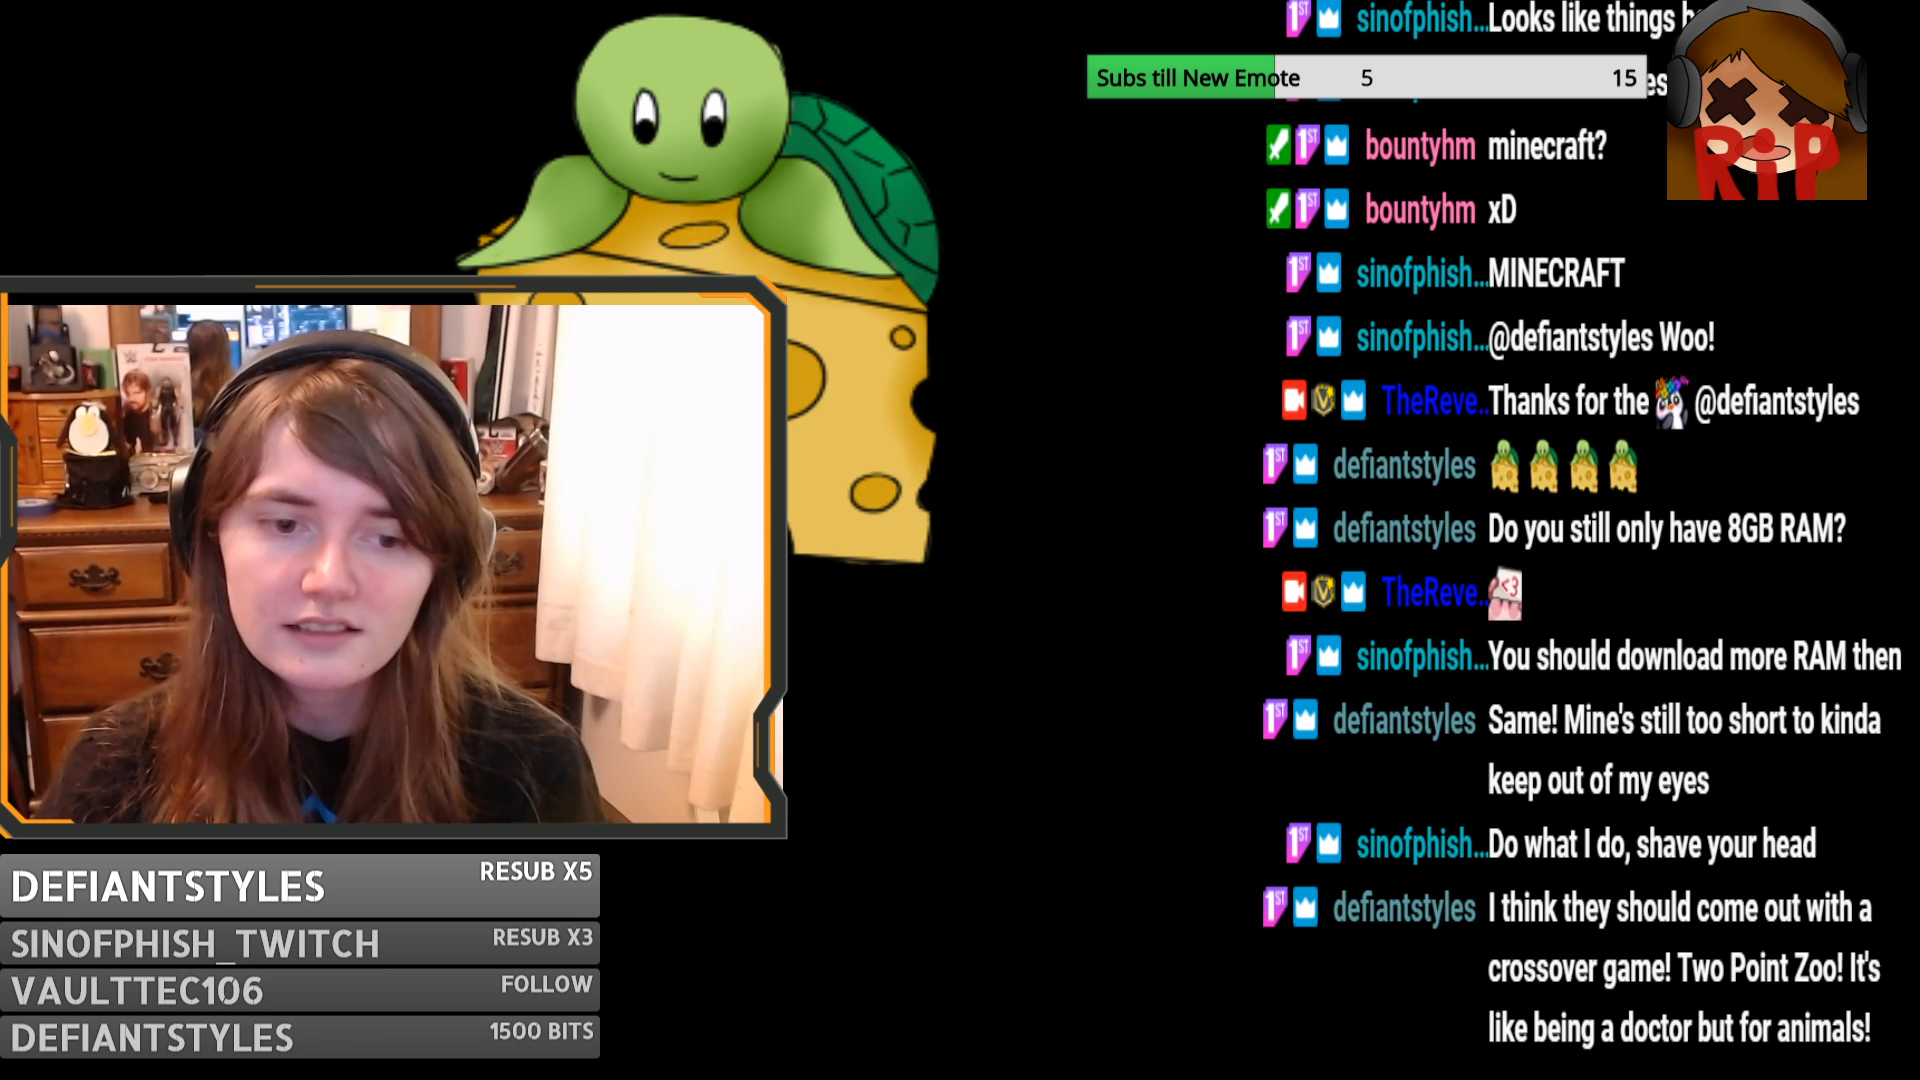 sinofphish... Looks like things
Subs till New Emote 5 15
RiP
bountyhm minecraft?
bountyhm xD
sinofphish... MINECRAFT
sinofphish... @defiantstyles Woo!
TheReve.. Thanks for the @defiantstyles
defiantstyles
defiantstyles Do you still only have 8GB RAM?
TheReve.. <3
sinofphish... You should download more RAM then
defiantstyles Same! Mine's still too short to kinda
keep out of my eyes
sinofphish... Do what I do, shave your head
defiantstyles I think they should come out with a
crossover game! Two Point Zoo! It's
like being a doctor but for animals!
DEFIANTSTYLES RESUB X5
SINOFPHISH_TWITCH RESUB X3
VAULTTEC106 FOLLOW
DEFIANTSTYLES 1500 BITS